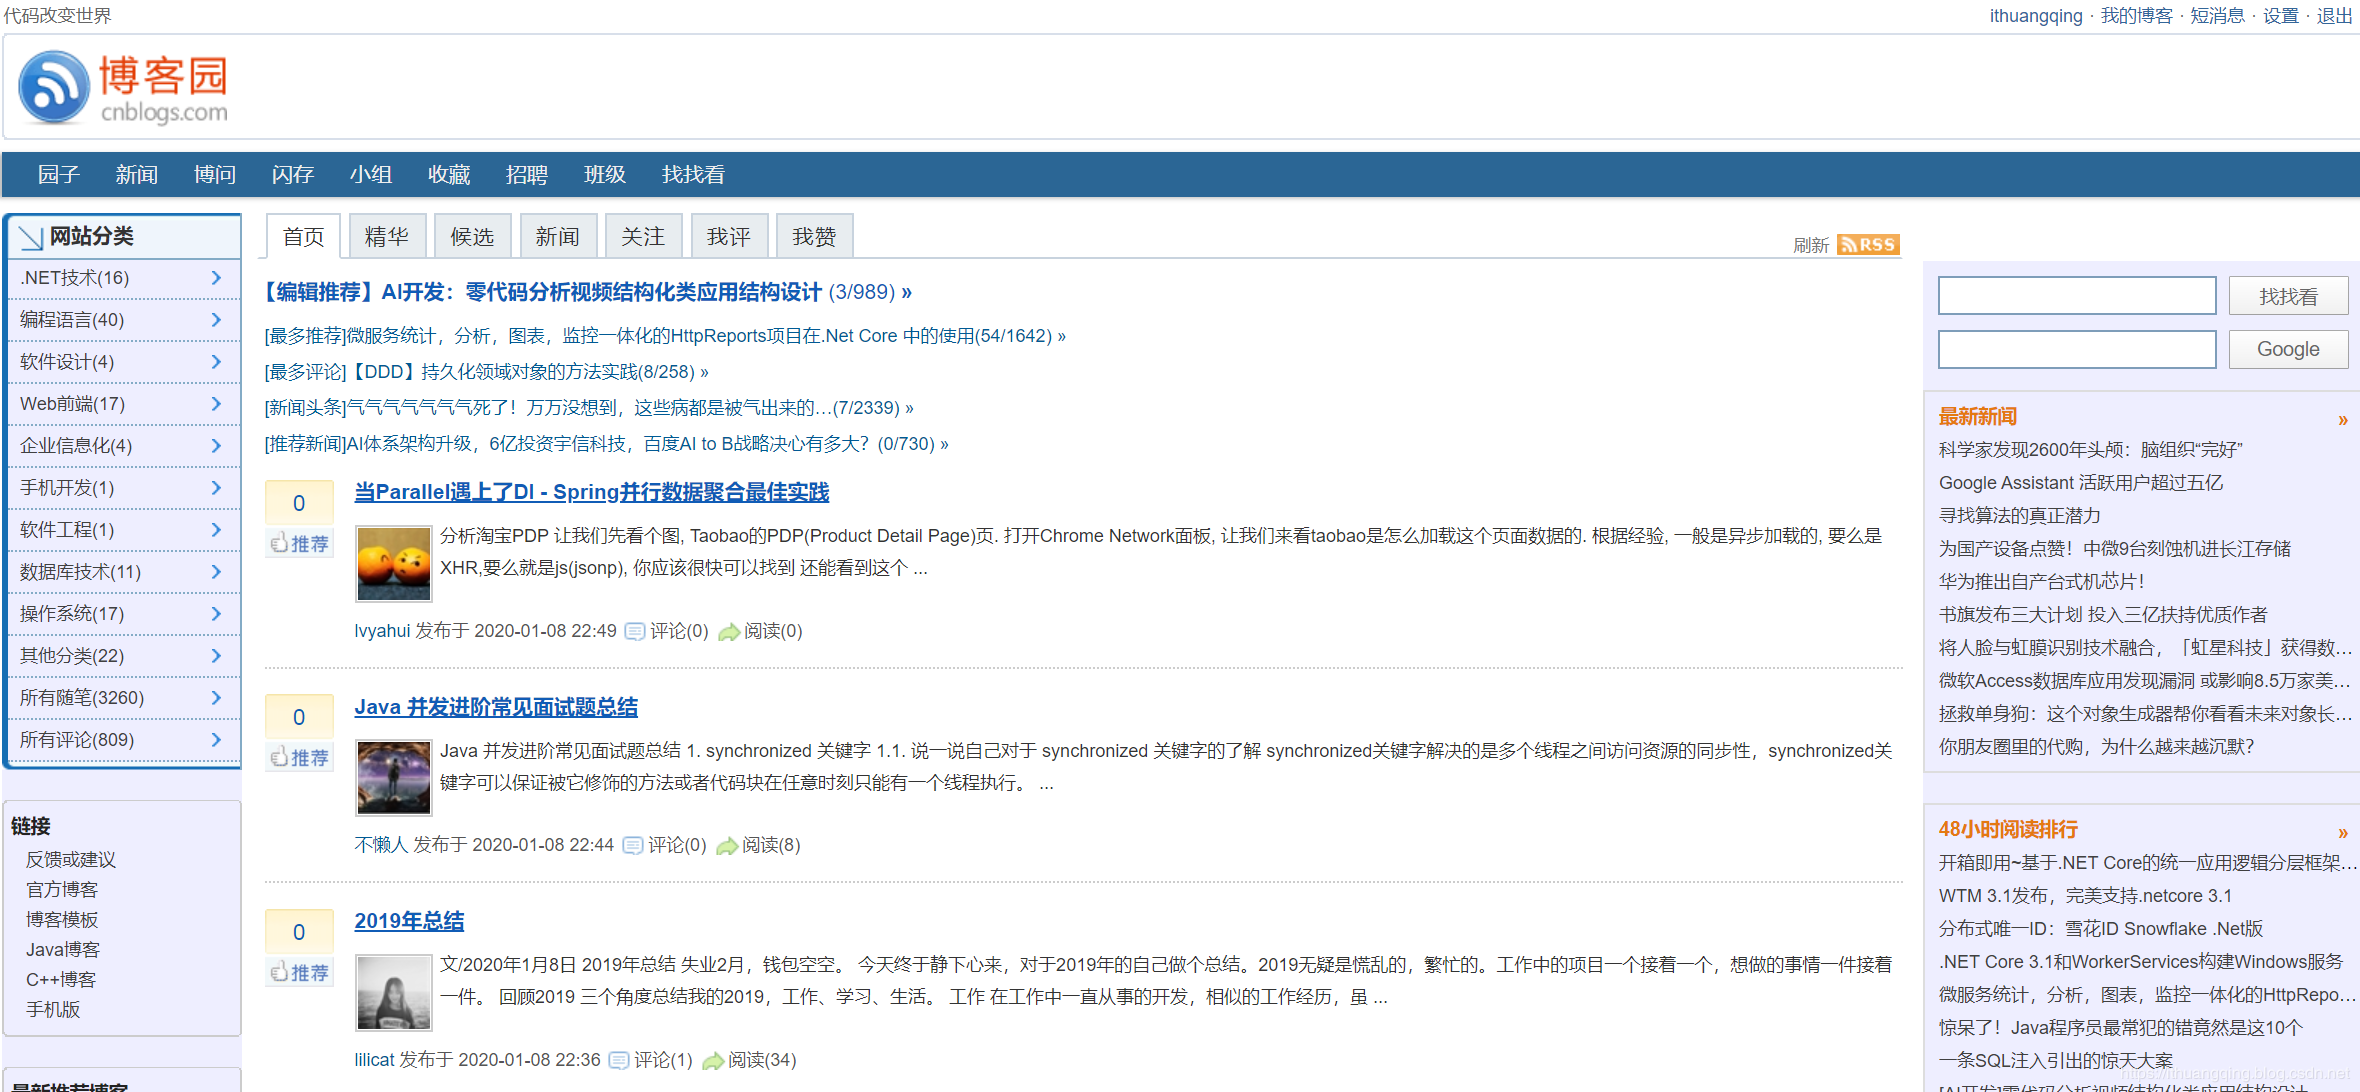 代码改变世界
ithuangqing · 我的博客 · 短消息 · 设置 · 退出
博客园
cnblogs.com
园子 新闻 博问 闪存 小组 收藏 招聘 班级 找找看
网站分类
.NET技术(16)
编程语言(40)
软件设计(4)
Web前端(17)
企业信息化(4)
手机开发(1)
软件工程(1)
数据库技术(11)
操作系统(17)
其他分类(22)
所有随笔(3260)
所有评论(809)
链接
反馈或建议
官方博客
博客模板
Java博客
C++博客
手机版
最新推荐博客
首页 精华 候选 新闻 关注 我评 我赞
刷新 RSS
【编辑推荐】AI开发：零代码分析视频结构化类应用结构设计 (3/989) »
[最多推荐]微服务统计，分析，图表，监控一体化的HttpReports项目在.Net Core 中的使用(54/1642) »
[最多评论]【DDD】持久化领域对象的方法实践(8/258) »
[新闻头条]气气气气气气气死了！万万没想到，这些病都是被气出来的…(7/2339) »
[推荐新闻]AI体系架构升级，6亿投资宇信科技，百度AI to B战略决心有多大？(0/730) »
0
推荐
当Parallel遇上了DI - Spring并行数据聚合最佳实践
分析淘宝PDP 让我们先看个图, Taobao的PDP(Product Detail Page)页. 打开Chrome Network面板, 让我们来看taobao是怎么加载这个页面数据的. 根据经验, 一般是异步加载的, 要么是
XHR,要么就是js(jsonp), 你应该很快可以找到 还能看到这个 ...
lvyahui 发布于 2020-01-08 22:49 评论(0) 阅读(0)
0
推荐
Java 并发进阶常见面试题总结
Java 并发进阶常见面试题总结 1. synchronized 关键字 1.1. 说一说自己对于 synchronized 关键字的了解 synchronized关键字解决的是多个线程之间访问资源的同步性，synchronized关
键字可以保证被它修饰的方法或者代码块在任意时刻只能有一个线程执行。 ...
不懒人 发布于 2020-01-08 22:44 评论(0) 阅读(8)
0
推荐
2019年总结
文/2020年1月8日 2019年总结 失业2月，钱包空空。 今天终于静下心来，对于2019年的自己做个总结。2019无疑是慌乱的，繁忙的。工作中的项目一个接着一个，想做的事情一件接着
一件。 回顾2019 三个角度总结我的2019，工作、学习、生活。 工作 在工作中一直从事的开发，相似的工作经历，虽 ...
lilicat 发布于 2020-01-08 22:36 评论(1) 阅读(34)
找找看
Google
最新新闻 »
科学家发现2600年头颅：脑组织“完好”
Google Assistant 活跃用户超过五亿
寻找算法的真正潜力
为国产设备点赞！中微9台刻蚀机进长江存储
华为推出自产台式机芯片！
书旗发布三大计划 投入三亿扶持优质作者
将人脸与虹膜识别技术融合，「虹星科技」获得数…
微软Access数据库应用发现漏洞 或影响8.5万家美…
拯救单身狗：这个对象生成器帮你看看未来对象长…
你朋友圈里的代购，为什么越来越沉默？
48小时阅读排行 »
开箱即用~基于.NET Core的统一应用逻辑分层框架…
WTM 3.1发布，完美支持.netcore 3.1
分布式唯一ID：雪花ID Snowflake .Net版
.NET Core 3.1和WorkerServices构建Windows服务
微服务统计，分析，图表，监控一体化的HttpRepo…
惊呆了！Java程序员最常犯的错竟然是这10个
一条SQL注入引出的惊天大案
[AI开发]零代码分析视频结构化类应用结构设计
https://ithuangqing.blog.csdn.net